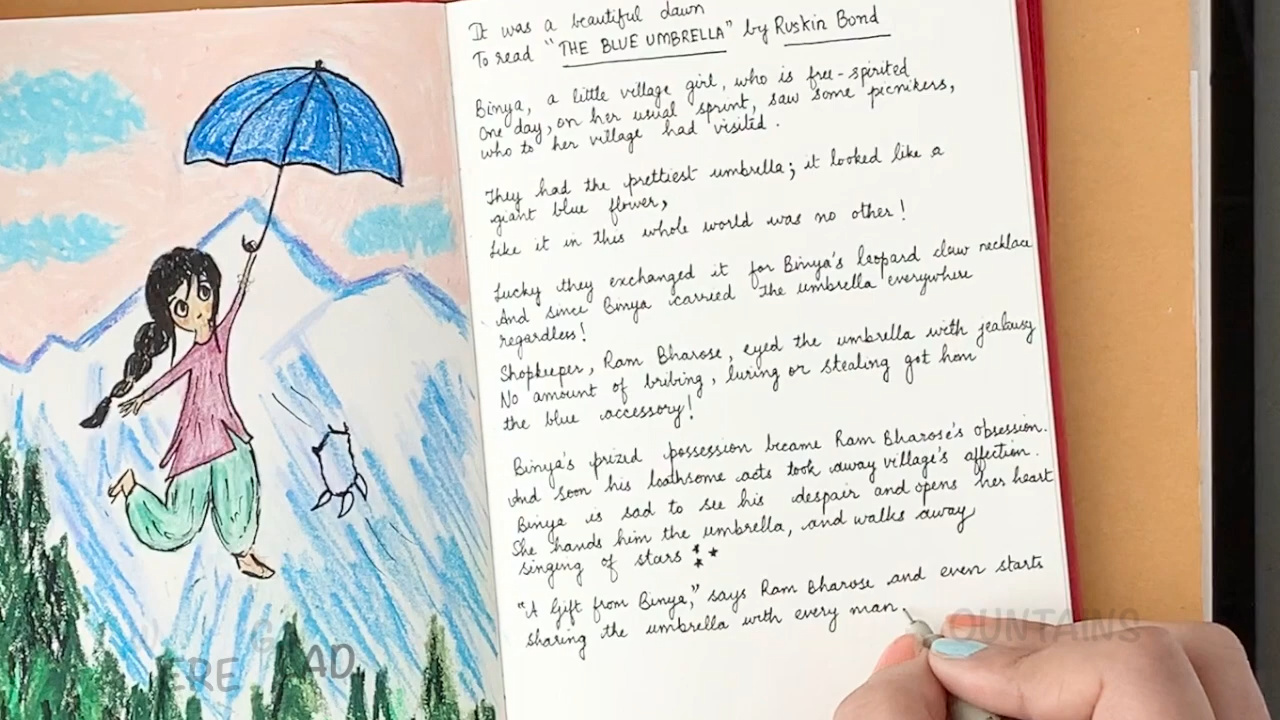 It was a beautiful dawn
To read "THE BLUE UMBRELLA" by Ruskin Bond
Binya, a little village girl, who is free-spirited
One day, on her usual sprint, saw some picnikers,
who to her village had visited.
They had the prettiest umbrella; it looked like a
giant blue flower,
Like it in this whole world was no other!
Lucky they exchanged it for Binya's leopard claw necklace
And since Binya carried the umbrella everywhere
regardless!
Shopkeeper, Ram Bharose, eyed the umbrella with jealousy
No amount of bribing, luring or stealing got him
the blue accessory!
Binya's prized possession became Ram Bharose's obsession.
And soon his loathsome acts took away village's affection.
Binya is sad to see his despair and opens her heart
She hands him the umbrella, and walks away
singing of stars
"A Gift from Binya," says Ram Bharose and even starts
sharing the umbrella with every man.
OUNTAINS
ERE LAD